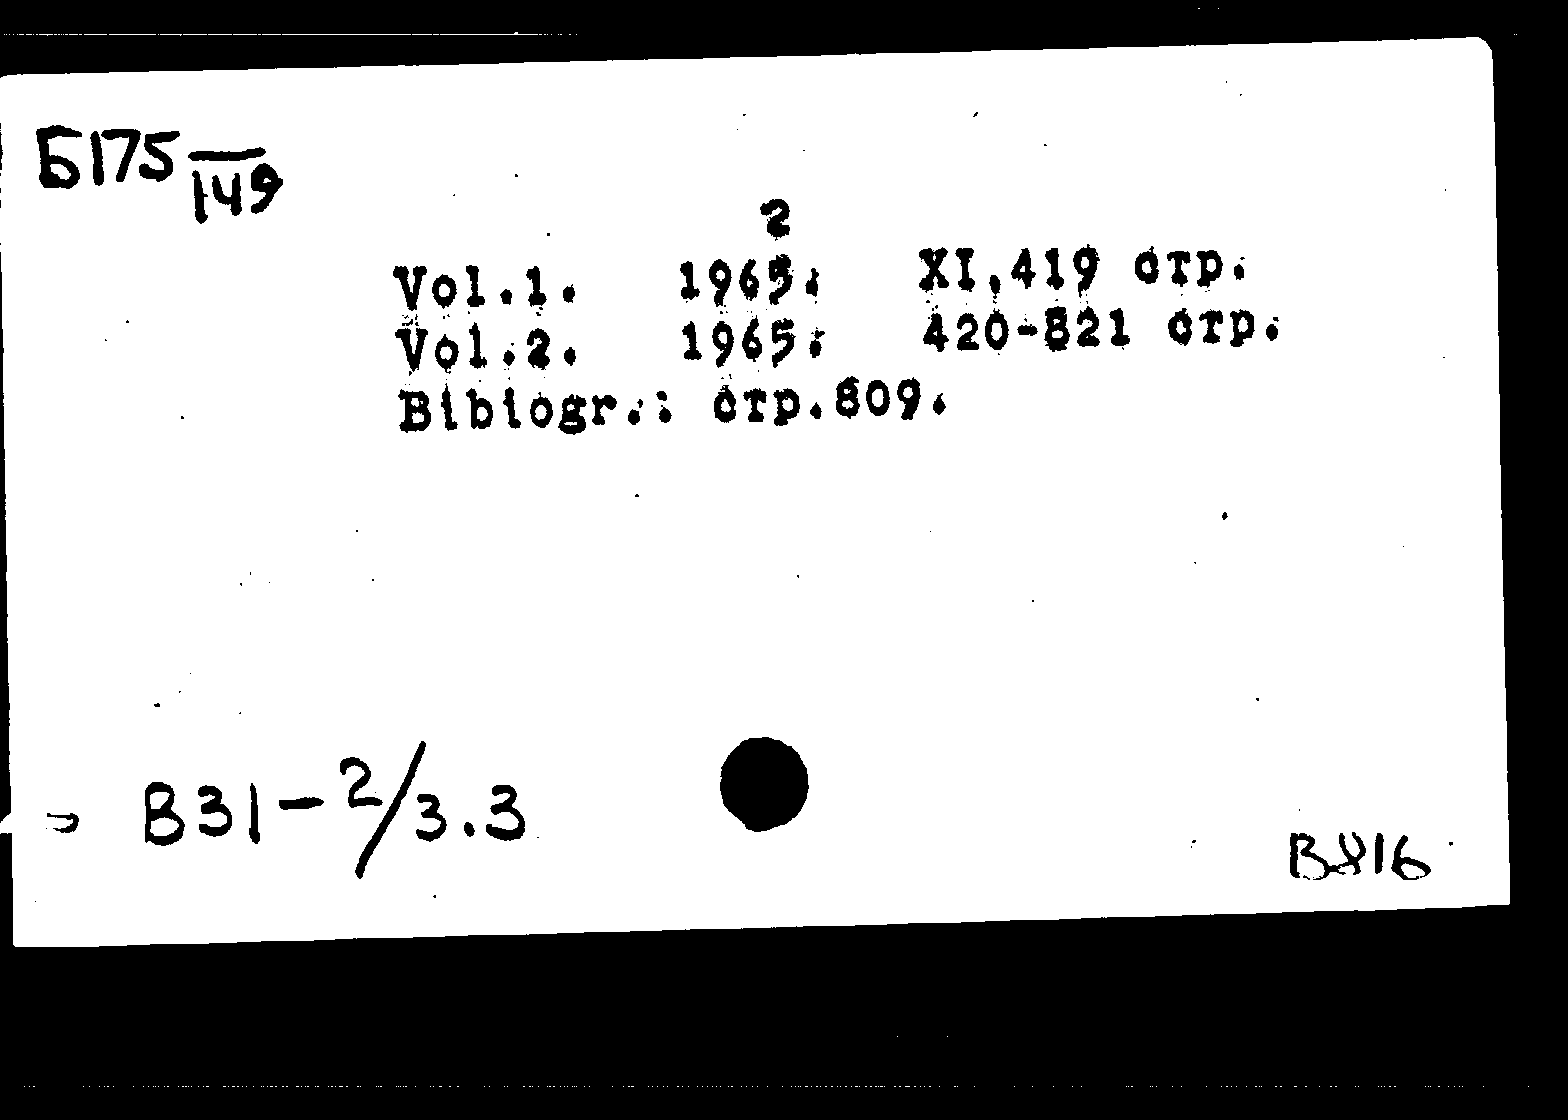 Б175 149
2
Vol.1. 1965. XI,419 стр.
Vol.2. 1965. 420-821 стр.
Bibiogr.: стр.809.
B31-2/3.3
B816